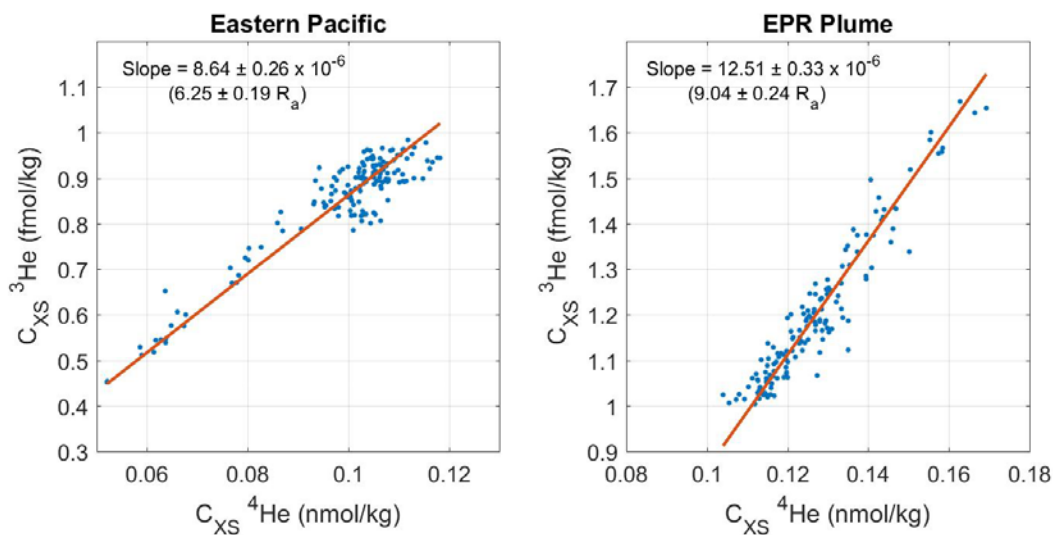 Eastern Pacific
Slope = 8.64 ± 0.26 x 10⁻⁶
(6.25 ± 0.19 Rₐ)
1.1
1
0.9
0.8
0.7
0.6
0.5
0.4
0.3
C_XS ³He (fmol/kg)
0.06
0.08
0.1
0.12
C_XS ⁴He (nmol/kg)
EPR Plume
Slope = 12.51 ± 0.33 x 10⁻⁶
(9.04 ± 0.24 Rₐ)
1.7
1.6
1.5
1.4
1.3
1.2
1.1
1
0.9
C_XS ³He (fmol/kg)
0.08
0.1
0.12
0.14
0.16
0.18
C_XS ⁴He (nmol/kg)